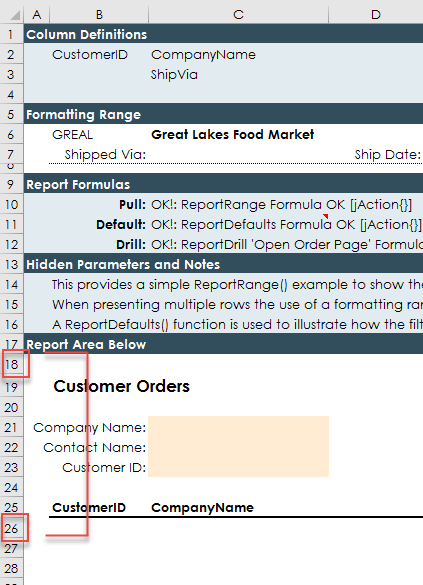 A B C D
1 Column Definitions
2 CustomerID CompanyName
3 ShipVia
4
5 Formatting Range
6 GREAL Great Lakes Food Market
7 Shipped Via: Ship Date:
8
9 Report Formulas
10 Pull: OK!: ReportRange Formula OK [jAction{}]
11 Default: OK!: ReportDefaults Formula OK [jAction{}]
12 Drill: OK!: ReportDrill 'Open Order Page' Formula
13 Hidden Parameters and Notes
14 This provides a simple ReportRange() example to show the
15 When presenting multiple rows the use of a formatting ran
16 A ReportDefaults() function is used to illustrate how the filt
17 Report Area Below
18
19 Customer Orders
20
21 Company Name:
22 Contact Name:
23 Customer ID:
24
25 CustomerID CompanyName
26
27
28